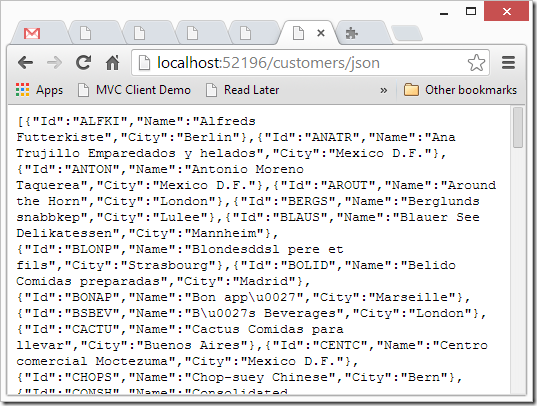 localhost:52196/customers/json
Apps MVC Client Demo Read Later » Other bookmarks
[{"Id":"ALFKI","Name":"Alfreds
Futterkiste","City":"Berlin"},{"Id":"ANATR","Name":"Ana
Trujillo Emparedados y helados","City":"Mexico D.F."},
{"Id":"ANTON","Name":"Antonio Moreno
Taquerea","City":"Mexico D.F."},{"Id":"AROUT","Name":"Around
the Horn","City":"London"},{"Id":"BERGS","Name":"Berglunds
snabbkep","City":"Lulee"},{"Id":"BLAUS","Name":"Blauer See
Delikatessen","City":"Mannheim"},
{"Id":"BLONP","Name":"Blondesddsl pere et
fils","City":"Strasbourg"},{"Id":"BOLID","Name":"Belido
Comidas preparadas","City":"Madrid"},
{"Id":"BONAP","Name":"Bon app\u0027","City":"Marseille"},
{"Id":"BSBEV","Name":"B\u0027s Beverages","City":"London"},
{"Id":"CACTU","Name":"Cactus Comidas para
llevar","City":"Buenos Aires"},{"Id":"CENTC","Name":"Centro
comercial Moctezuma","City":"Mexico D.F."},
{"Id":"CHOPS","Name":"Chop-suey Chinese","City":"Bern"},
{"Id":"CONSH","Name":"Consolidated